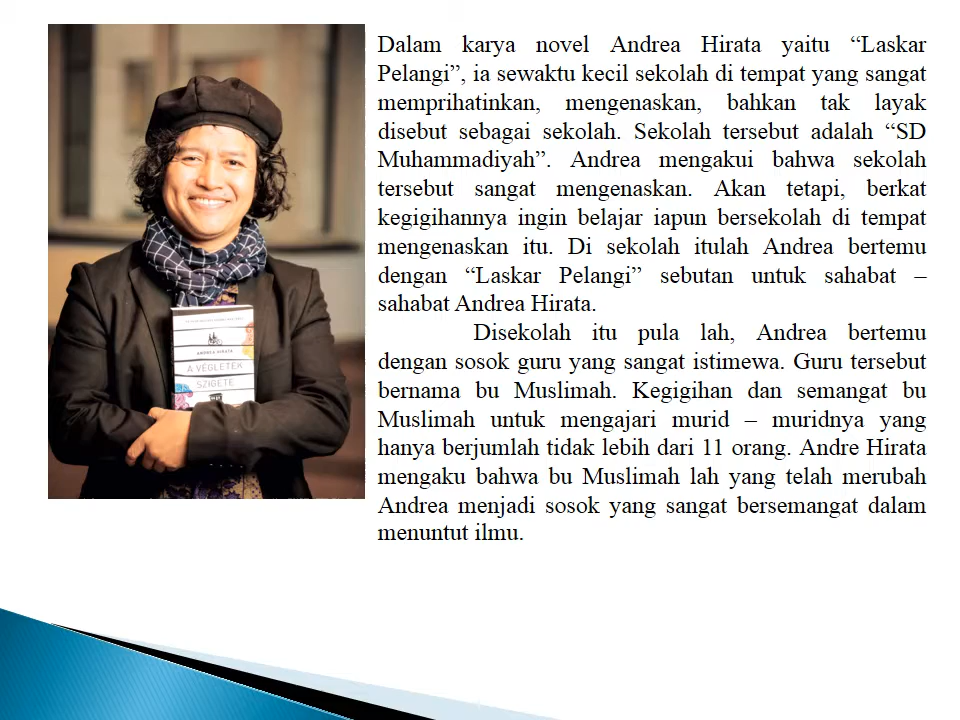 Dalam karya novel Andrea Hirata yaitu “Laskar
Pelangi”, ia sewaktu kecil sekolah di tempat yang sangat
memprihatinkan, mengenaskan, bahkan tak layak
disebut sebagai sekolah. Sekolah tersebut adalah “SD
Muhammadiyah”. Andrea mengakui bahwa sekolah
tersebut sangat mengenaskan. Akan tetapi, berkat
kegigihannya ingin belajar iapun bersekolah di tempat
mengenaskan itu. Di sekolah itulah Andrea bertemu
dengan “Laskar Pelangi” sebutan untuk sahabat –
sahabat Andrea Hirata.
Disekolah itu pula lah, Andrea bertemu
dengan sosok guru yang sangat istimewa. Guru tersebut
bernama bu Muslimah. Kegigihan dan semangat bu
Muslimah untuk mengajari murid – muridnya yang
hanya berjumlah tidak lebih dari 11 orang. Andre Hirata
mengaku bahwa bu Muslimah lah yang telah merubah
Andrea menjadi sosok yang sangat bersemangat dalam
menuntut ilmu.
ANDREA HIRATA
A VÉGLETEK
SZIGETE